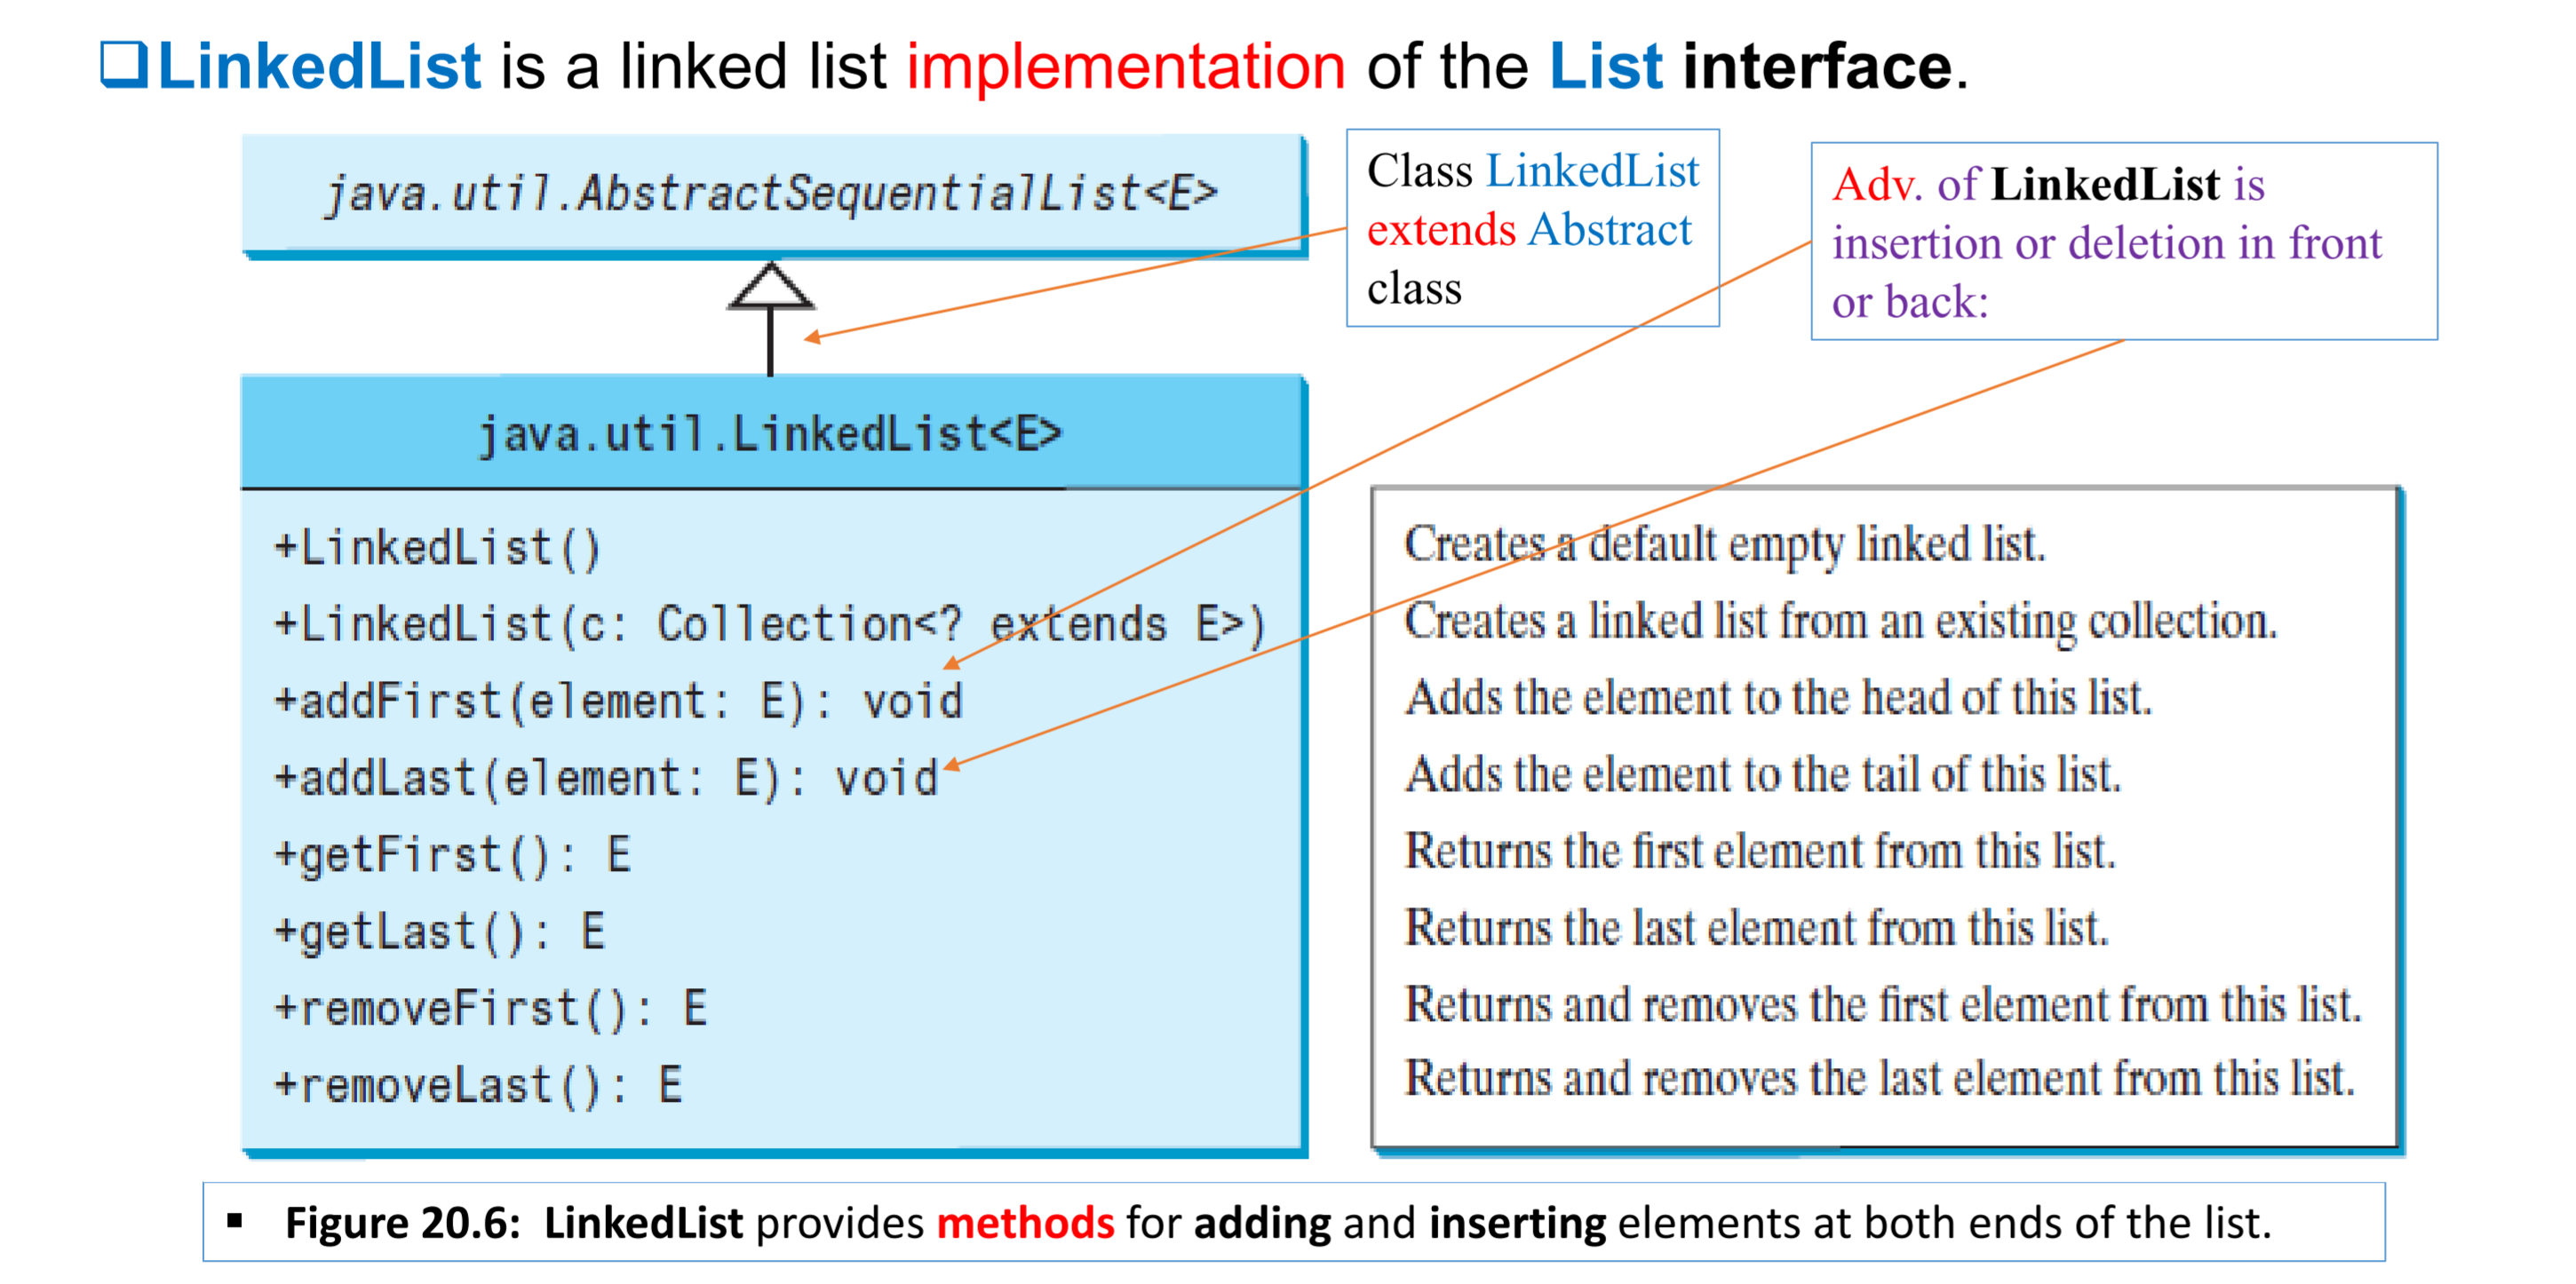 ❑LinkedList is a linked list implementation of the List interface.
java.util.AbstractSequentialList<E>
Class LinkedList
extends Abstract
class
Adv. of LinkedList is
insertion or deletion in front
or back:
java.util.LinkedList<E>
+LinkedList()
+LinkedList(c: Collection<? extends E>)
+addFirst(element: E): void
+addLast(element: E): void
+getFirst(): E
+getLast(): E
+removeFirst(): E
+removeLast(): E
Creates a default empty linked list.
Creates a linked list from an existing collection.
Adds the element to the head of this list.
Adds the element to the tail of this list.
Returns the first element from this list.
Returns the last element from this list.
Returns and removes the first element from this list.
Returns and removes the last element from this list.
▪ Figure 20.6: LinkedList provides methods for adding and inserting elements at both ends of the list.